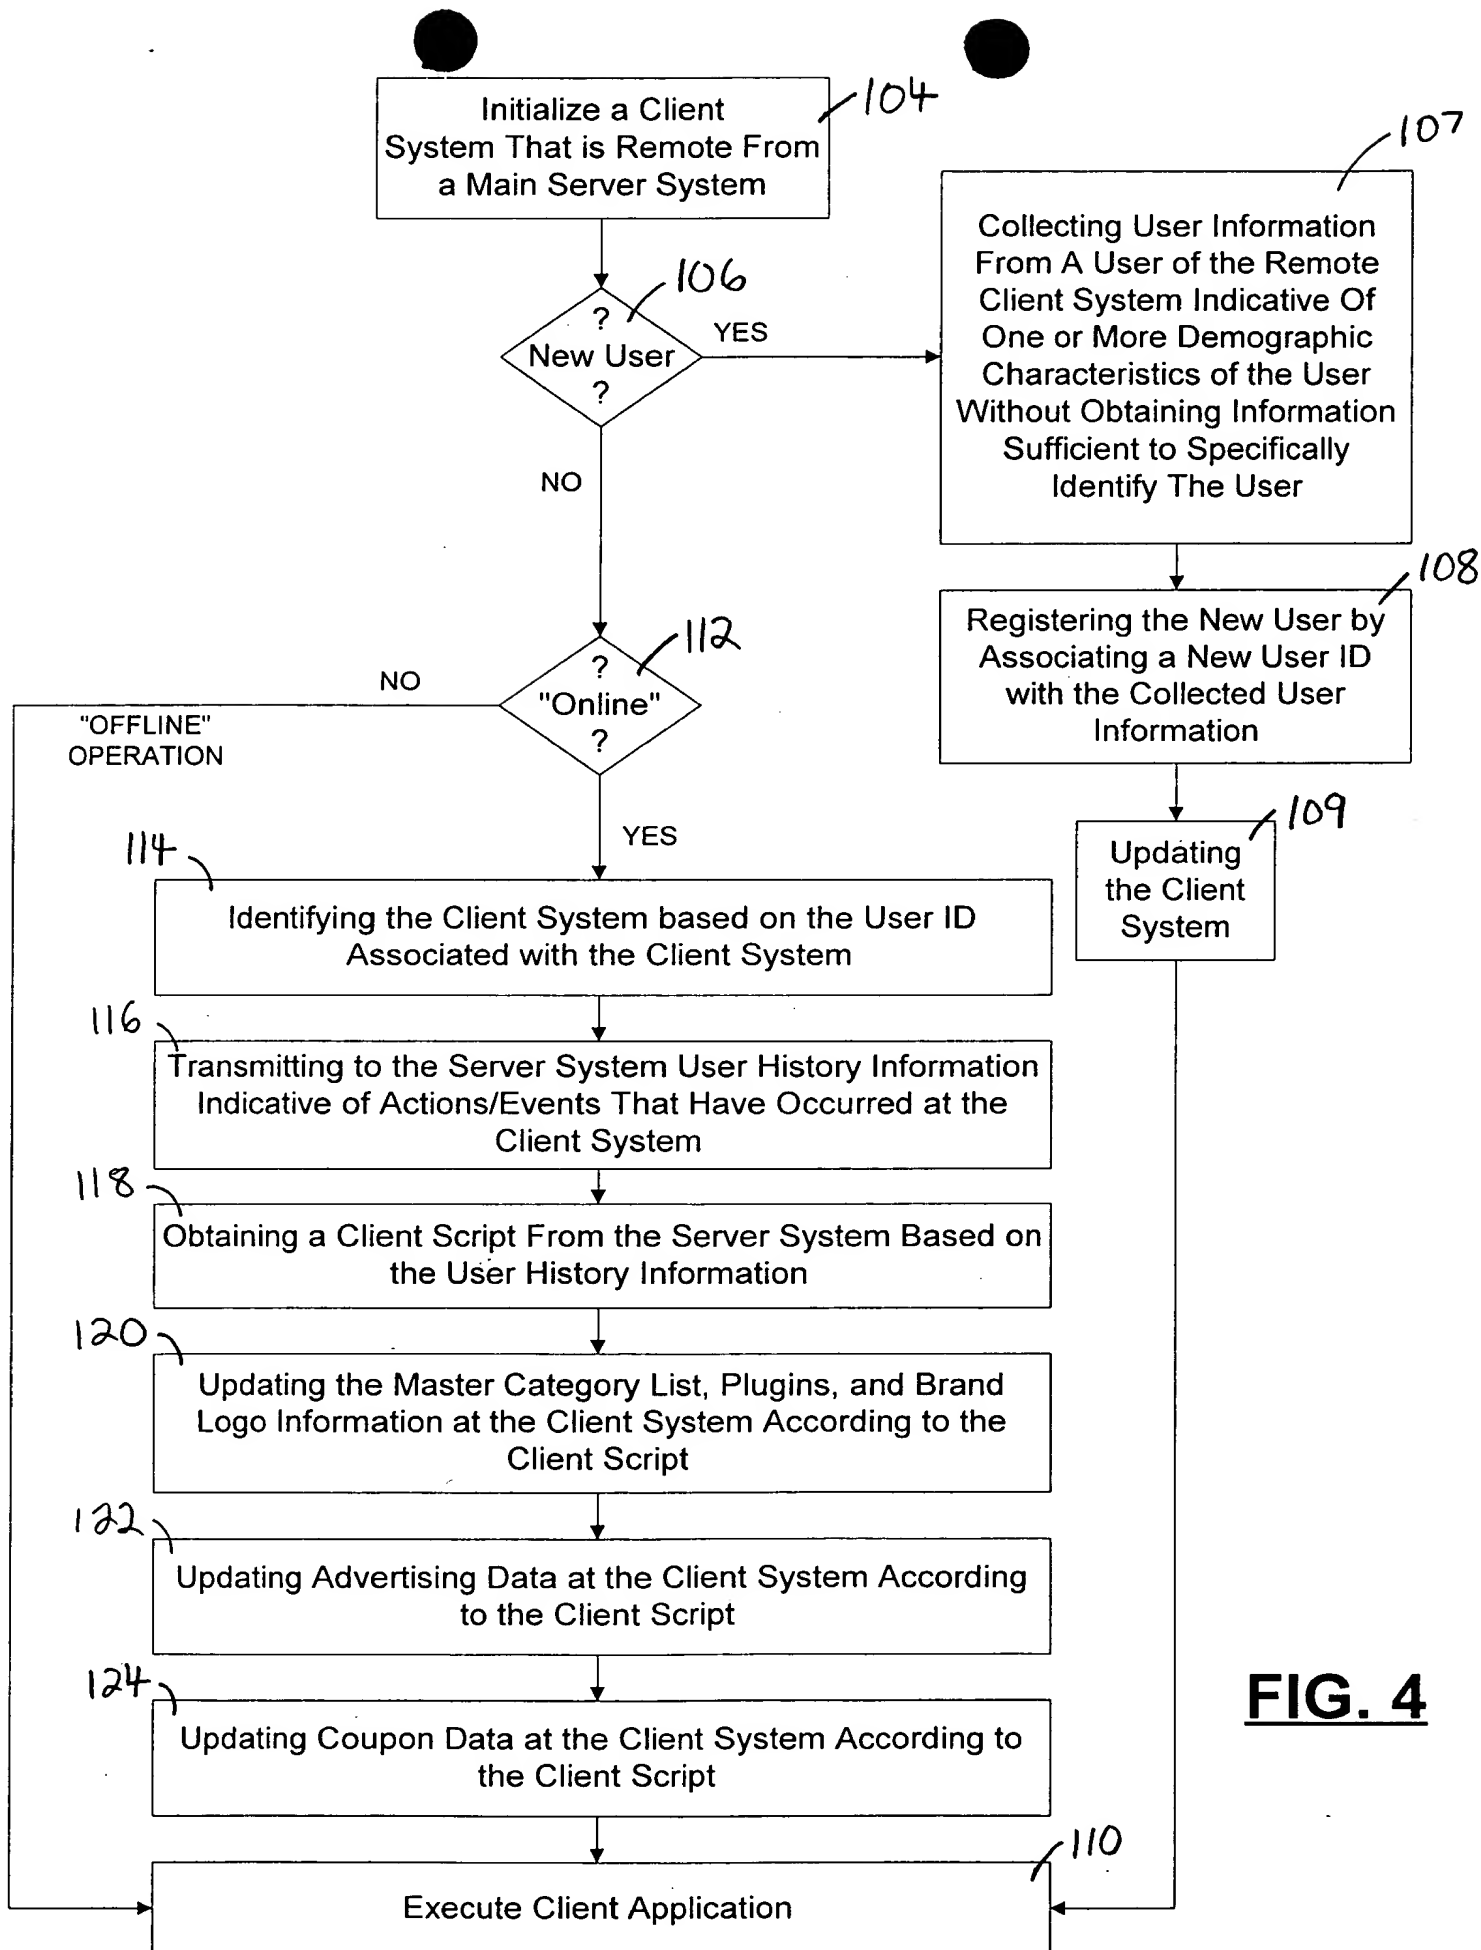 Initialize a Client
System That is Remote From
a Main Server System
104
?
New User
?
106
YES
NO
107
Collecting User Information
From A User of the Remote
Client System Indicative Of
One or More Demographic
Characteristics of the User
Without Obtaining Information
Sufficient to Specifically
Identify The User
108
Registering the New User by
Associating a New User ID
with the Collected User
Information
109
Updating
the Client
System
?
"Online"
?
112
NO
"OFFLINE"
OPERATION
YES
114
Identifying the Client System based on the User ID
Associated with the Client System
116
Transmitting to the Server System User History Information
Indicative of Actions/Events That Have Occurred at the
Client System
118
Obtaining a Client Script From the Server System Based on
the User History Information
120
Updating the Master Category List, Plugins, and Brand
Logo Information at the Client System According to the
Client Script
122
Updating Advertising Data at the Client System According
to the Client Script
124
Updating Coupon Data at the Client System According to
the Client Script
110
Execute Client Application
FIG. 4